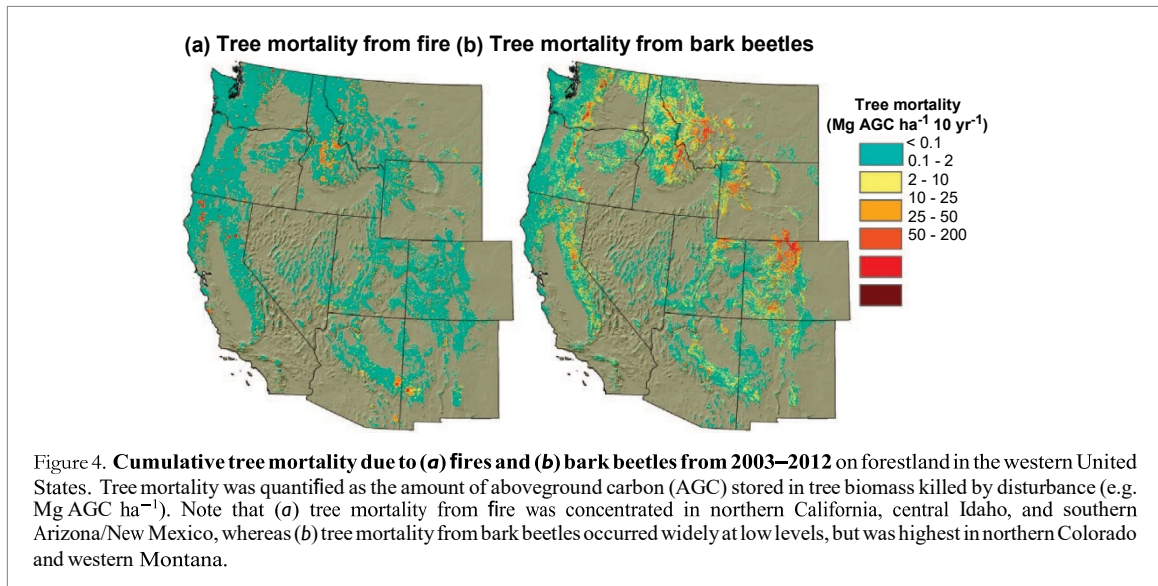 (a) Tree mortality from fire (b) Tree mortality from bark beetles
Tree mortality
(Mg AGC ha⁻¹ 10 yr⁻¹)
< 0.1
0.1 - 2
2 - 10
10 - 25
25 - 50
50 - 200
Figure 4. Cumulative tree mortality due to (a) fires and (b) bark beetles from 2003–2012 on forestland in the western United
States. Tree mortality was quantified as the amount of aboveground carbon (AGC) stored in tree biomass killed by disturbance (e.g.
Mg AGC ha⁻¹). Note that (a) tree mortality from fire was concentrated in northern California, central Idaho, and southern
Arizona/New Mexico, whereas (b) tree mortality from bark beetles occurred widely at low levels, but was highest in northern Colorado
and western Montana.